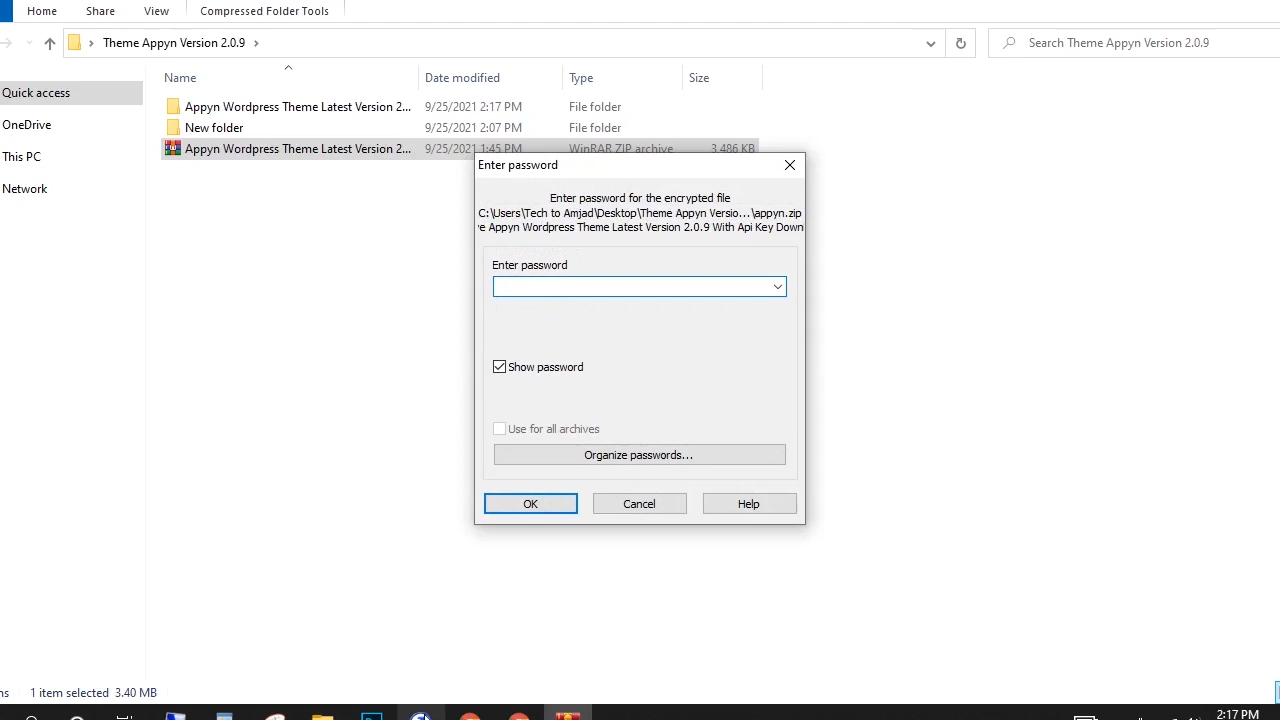 Home Share View Compressed Folder Tools
Theme Appyn Version 2.0.9
Search Theme Appyn Version 2.0.9
Name Date modified Type Size
Quick access
Appyn Wordpress Theme Latest Version 2... 9/25/2021 2:17 PM File folder
OneDrive
New folder 9/25/2021 2:07 PM File folder
This PC
Appyn Wordpress Theme Latest Version 2... 9/25/2021 1:45 PM WinRAR ZIP archive 3,486 KB
Network
Enter password
Enter password for the encrypted file
C:\Users\Tech to Amjad\Desktop\Theme Appyn Versio...\appyn.zip
e Appyn Wordpress Theme Latest Version 2.0.9 With Api Key Down
Enter password
Show password
Use for all archives
Organize passwords...
OK Cancel Help
ns 1 item selected 3.40 MB
2:17 PM